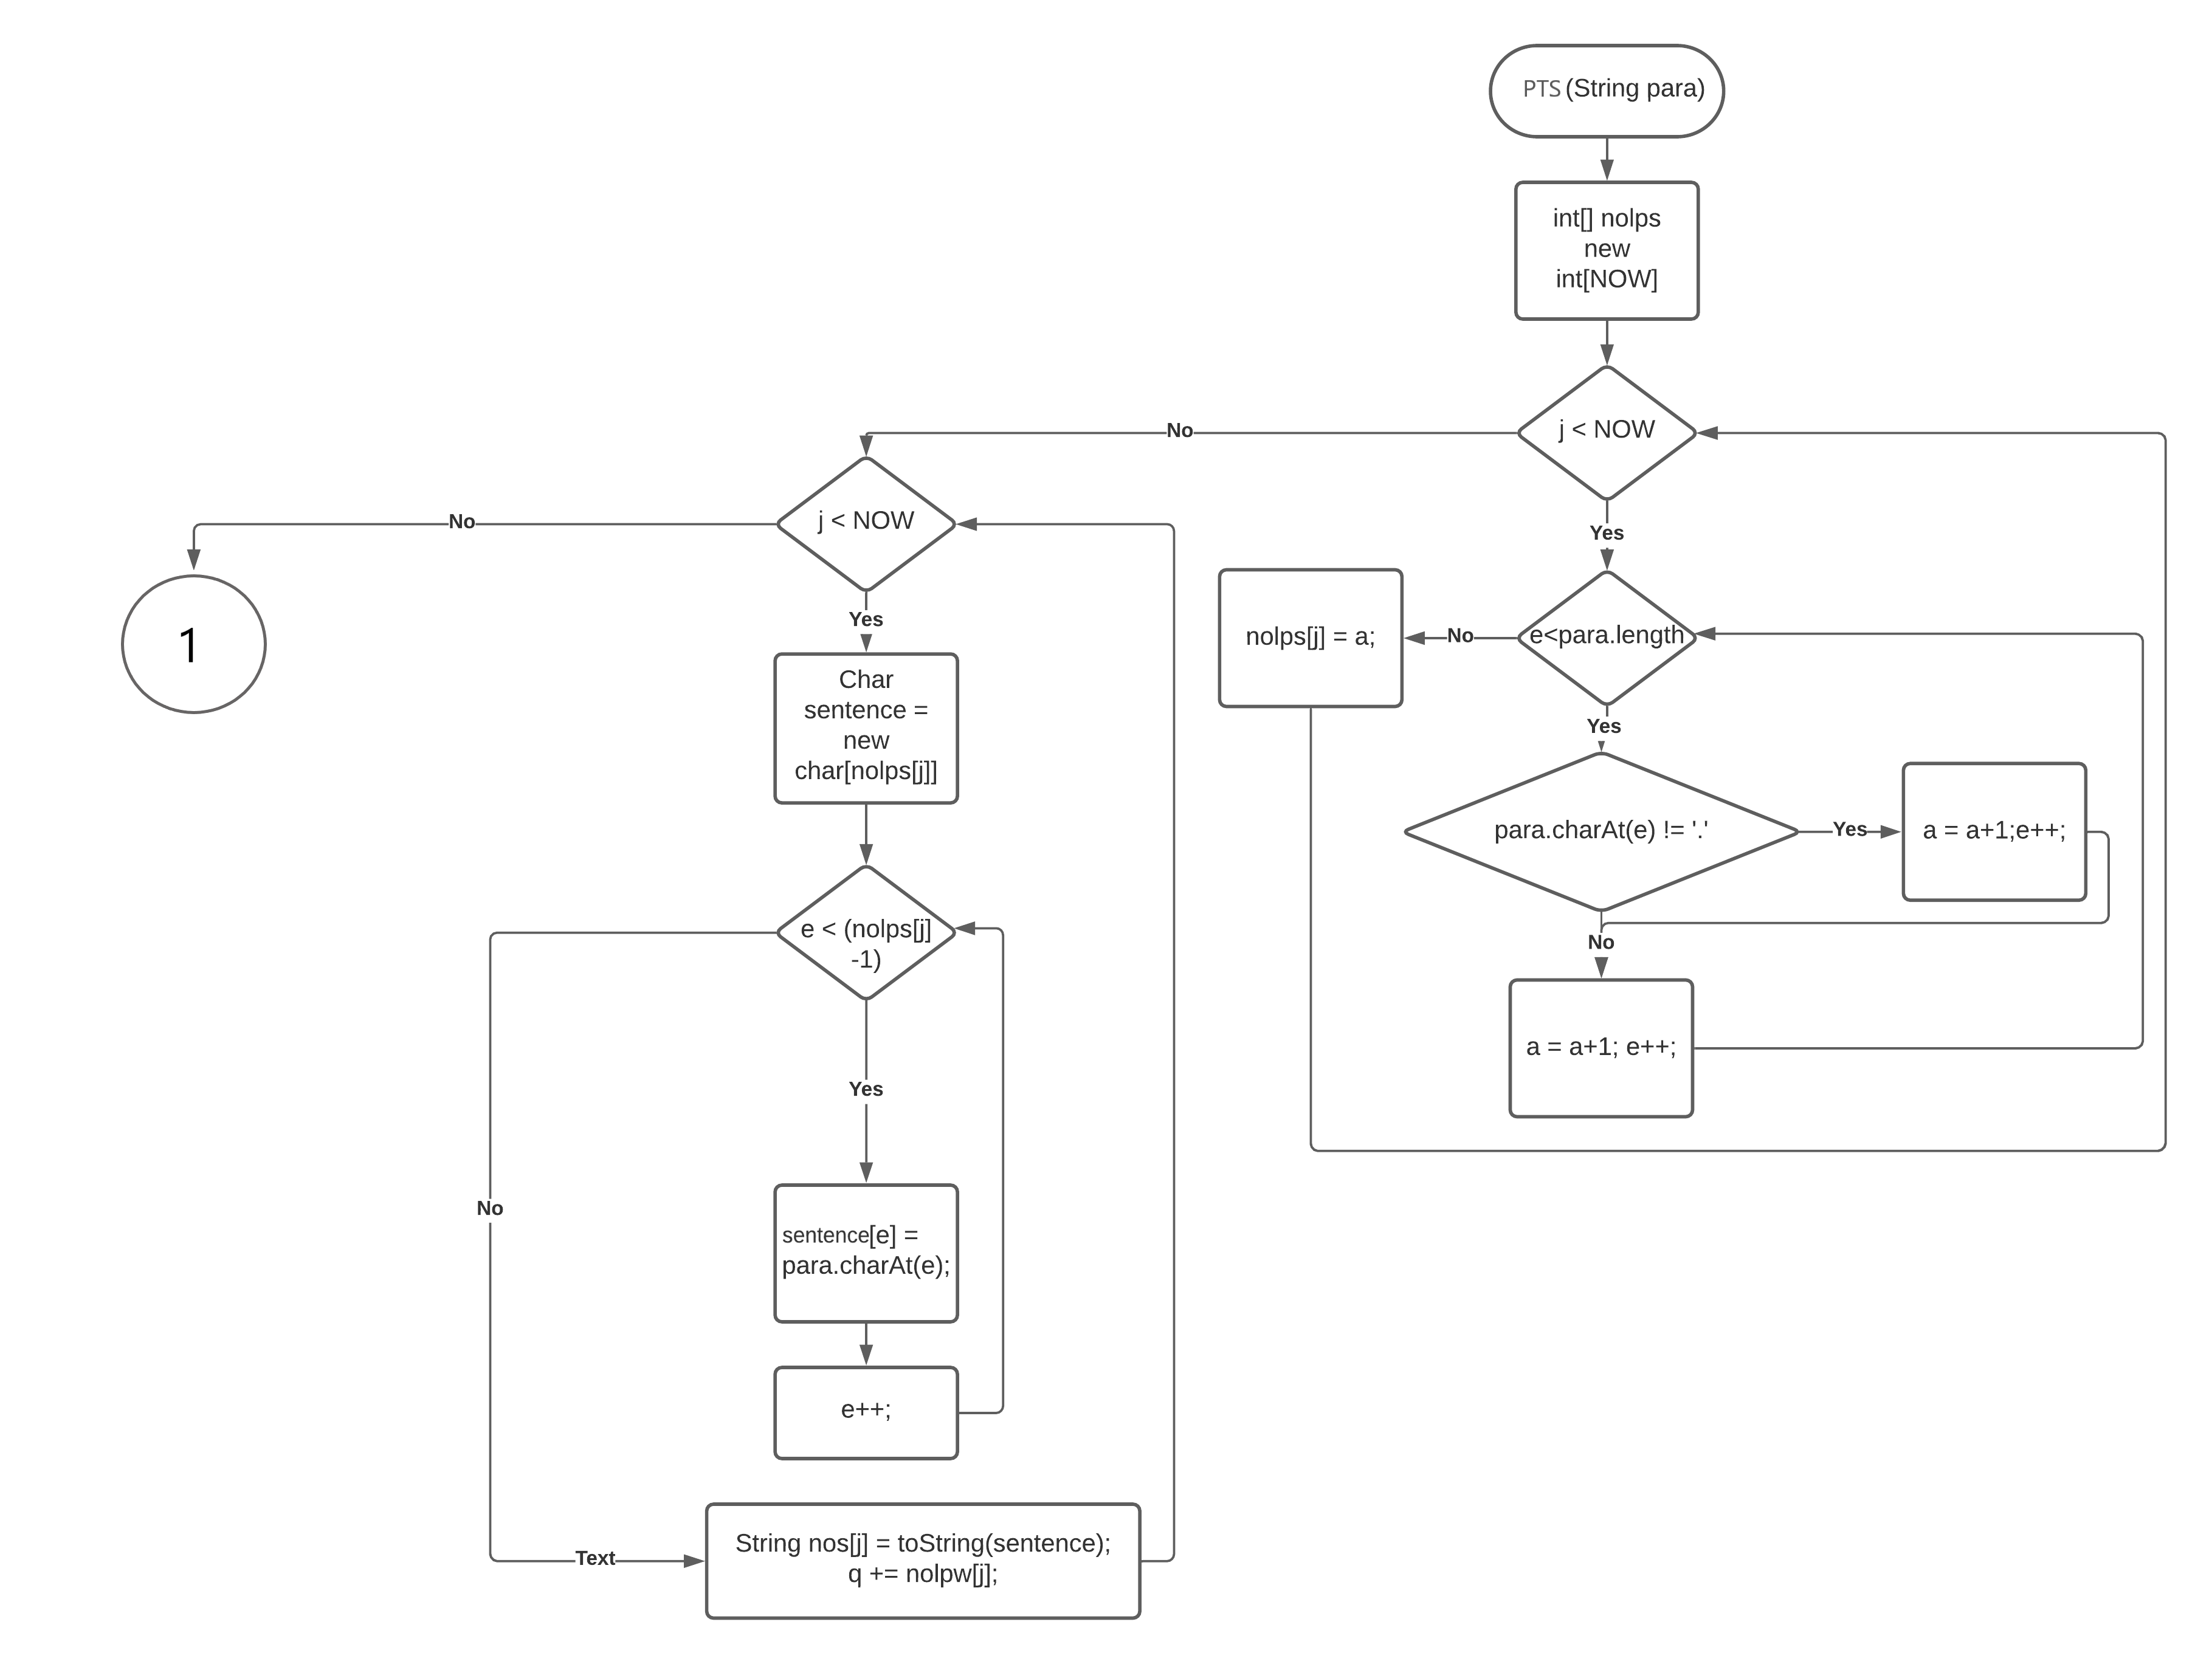 PTS (String para)
int[] nolps
new
int[NOW]
j < NOW
No
Yes
j < NOW
No
Yes
1
e<para.length
No
nolps[j] = a;
Yes
para.charAt(e) != '.'
Yes
a = a+1;e++;
No
a = a+1; e++;
Char
sentence =
new
char[nolps[j]]
e < (nolps[j]
-1)
Yes
No
sentence[e] =
para.charAt(e);
e++;
Text
String nos[j] = toString(sentence);
q += nolpw[j];